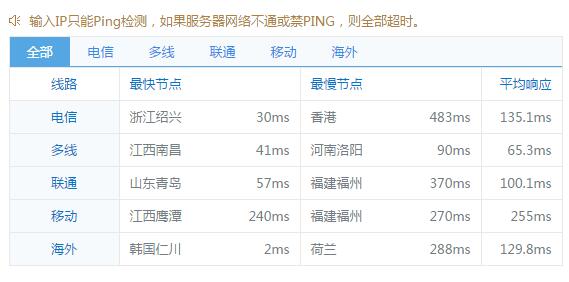 输入IP只能Ping检测，如果服务器网络不通或禁PING，则全部超时。
全部 电信 多线 联通 移动 海外
线路 最快节点 最慢节点 平均响应
电信 浙江绍兴 30ms 香港 483ms 135.1ms
多线 江西南昌 41ms 河南洛阳 90ms 65.3ms
联通 山东青岛 57ms 福建福州 370ms 100.1ms
移动 江西鹰潭 240ms 福建福州 270ms 255ms
海外 韩国仁川 2ms 荷兰 288ms 129.8ms